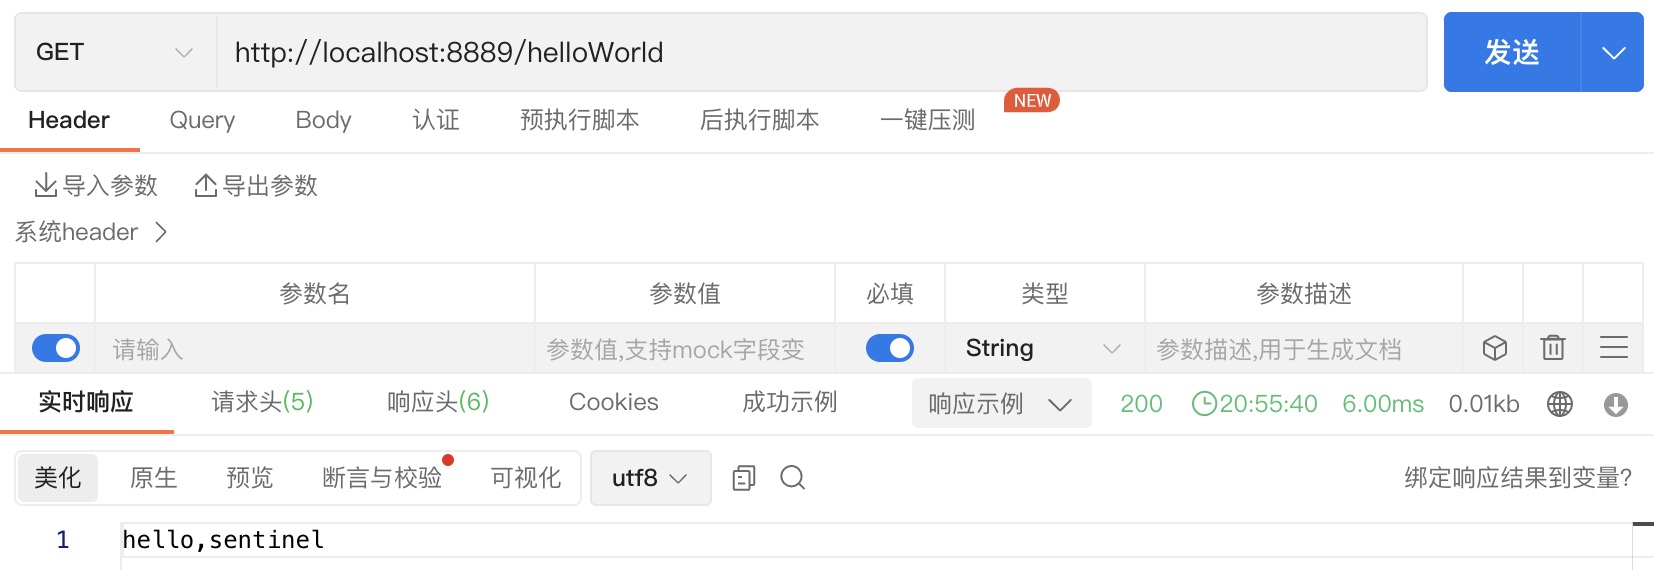 GET http://localhost:8889/helloWorld 发送
NEW
Header Query Body 认证 预执行脚本 后执行脚本 一键压测
导入参数 导出参数
系统header
参数名 参数值 必填 类型 参数描述
请输入 参数值,支持mock字段变 String 参数描述,用于生成文档
实时响应 请求头(5) 响应头(6) Cookies 成功示例 响应示例 200 20:55:40 6.00ms 0.01kb
美化 原生 预览 断言与校验 可视化 utf8 绑定响应结果到变量?
1 hello,sentinel